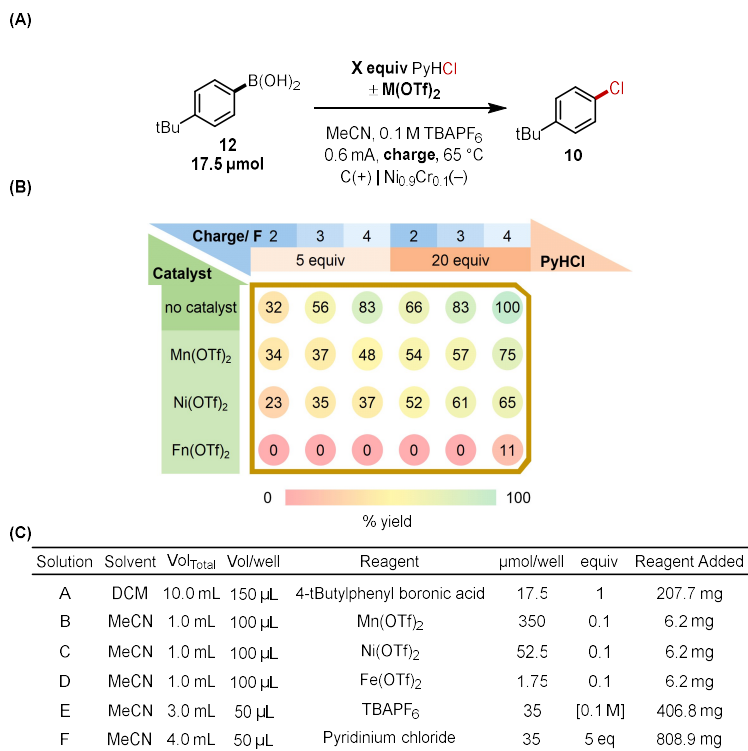 (A)
X equiv PyHCl
± M(OTf)₂
B(OH)₂
tBu
12
17.5 µmol
MeCN, 0.1 M TBAPF₆
0.6 mA, charge, 65 °C
C(+) | Ni₀.₉Cr₀.₁(–)
Cl
tBu
10
(B)
Charge/ F 2 3 4 2 3 4
5 equiv 20 equiv PyHCl
Catalyst
no catalyst 32 56 83 66 83 100
Mn(OTf)₂ 34 37 48 54 57 75
Ni(OTf)₂ 23 35 37 52 61 65
Fn(OTf)₂ 0 0 0 0 0 11
0 100
% yield
(C)
Solution Solvent Vol_Total Vol/well Reagent µmol/well equiv Reagent Added
A DCM 10.0 mL 150 µL 4-tButylphenyl boronic acid 17.5 1 207.7 mg
B MeCN 1.0 mL 100 µL Mn(OTf)₂ 350 0.1 6.2 mg
C MeCN 1.0 mL 100 µL Ni(OTf)₂ 52.5 0.1 6.2 mg
D MeCN 1.0 mL 100 µL Fe(OTf)₂ 1.75 0.1 6.2 mg
E MeCN 3.0 mL 50 µL TBAPF₆ 35 [0.1 M] 406.8 mg
F MeCN 4.0 mL 50 µL Pyridinium chloride 35 5 eq 808.9 mg